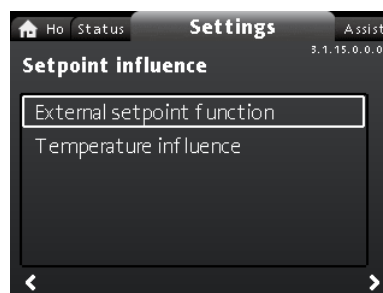 Ho Status Settings Assist
3.1.15.0.0.0
Setpoint influence
External setpoint function
Temperature influence